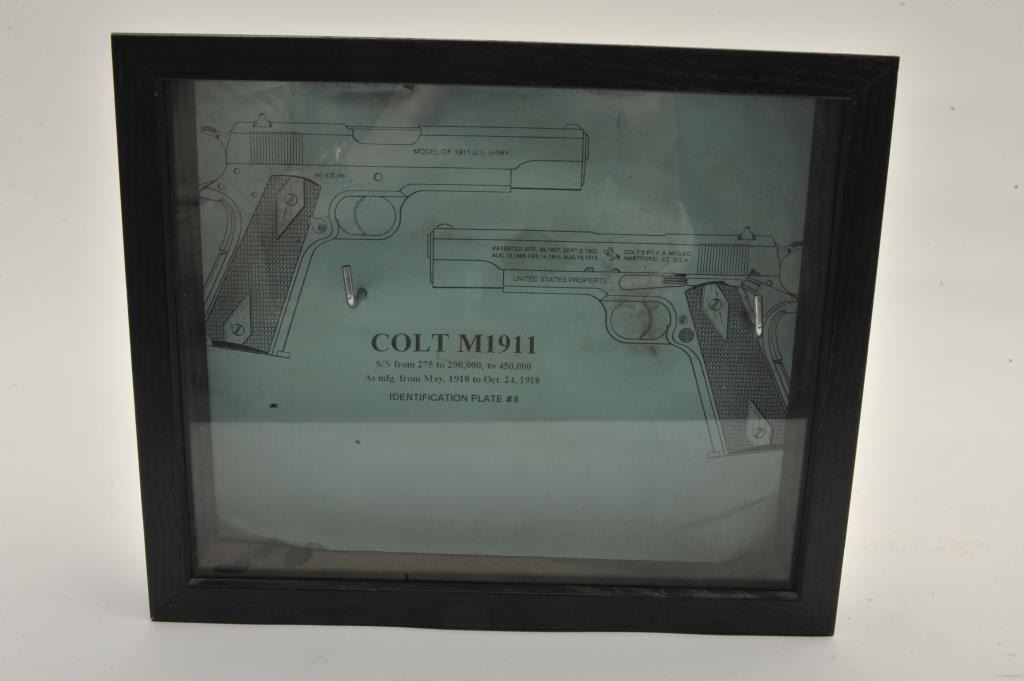 MODEL OF 1911 U.S. ARMY
PATENTED APR. 20, 1897, SEPT. 9, 1902
AUG. 19, 1905, FEB. 14, 1911, AUG. 19, 1913
COLT'S PT. F. A. MFG. CO.
HARTFORD, CT. U.S.A.
UNITED STATES PROPERTY
COLT M1911
S/N from 275 to 290,000, to 450,000
As mfg. from May, 1918 to Oct. 24, 1918
IDENTIFICATION PLATE #8